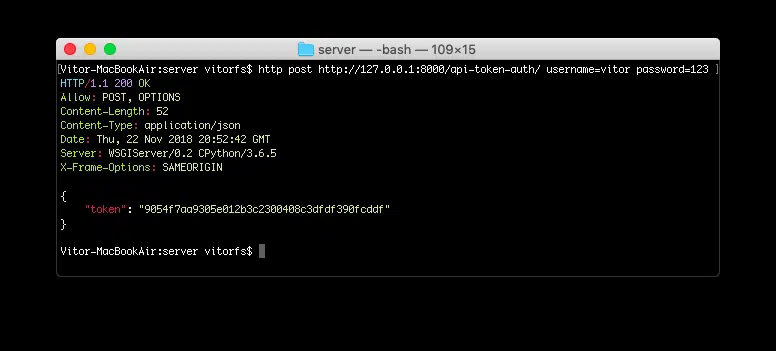 server — -bash — 109×15
[Vitor-MacBookAir:server vitorfs$ http post http://127.0.0.1:8000/api-token-auth/ username=vitor password=123 ]
HTTP/1.1 200 OK
Allow: POST, OPTIONS
Content-Length: 52
Content-Type: application/json
Date: Thu, 22 Nov 2018 20:52:42 GMT
Server: WSGIServer/0.2 CPython/3.6.5
X-Frame-Options: SAMEORIGIN
{
    "token": "9054f7aa9305e012b3c2300408c3dfdf390fcddf"
}
Vitor-MacBookAir:server vitorfs$